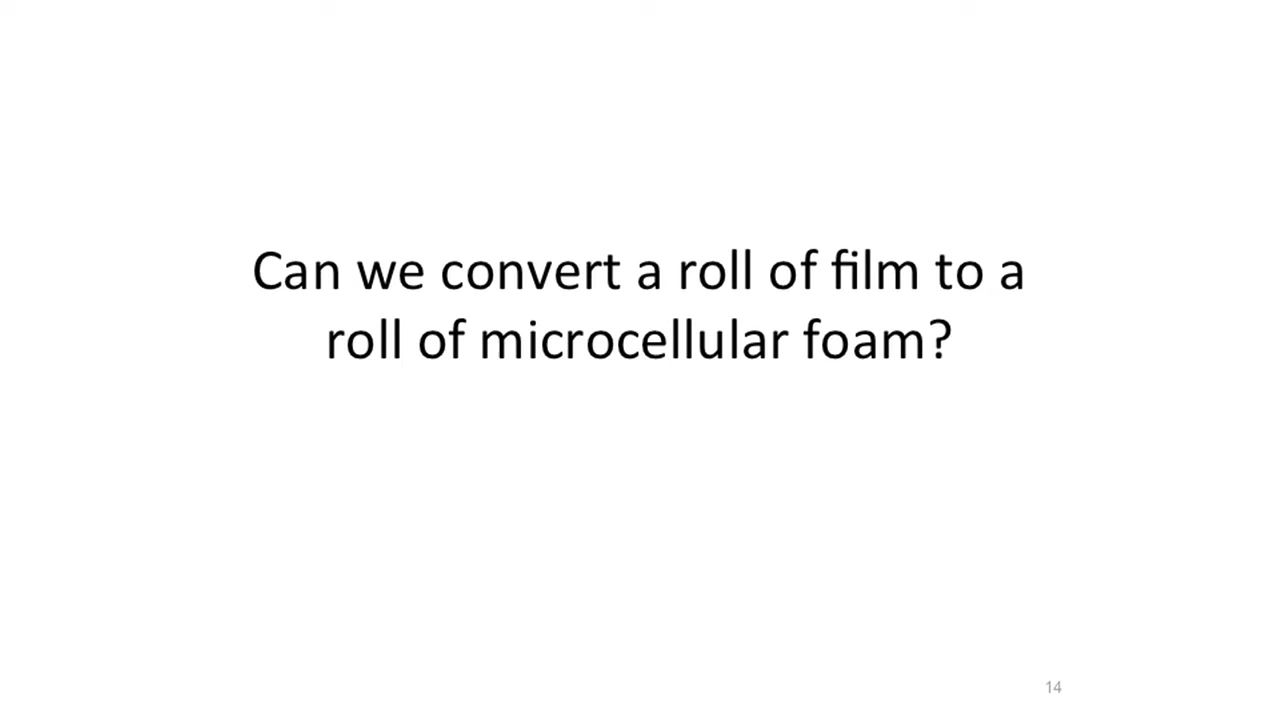 Can we convert a roll of film to a
roll of microcellular foam?
14